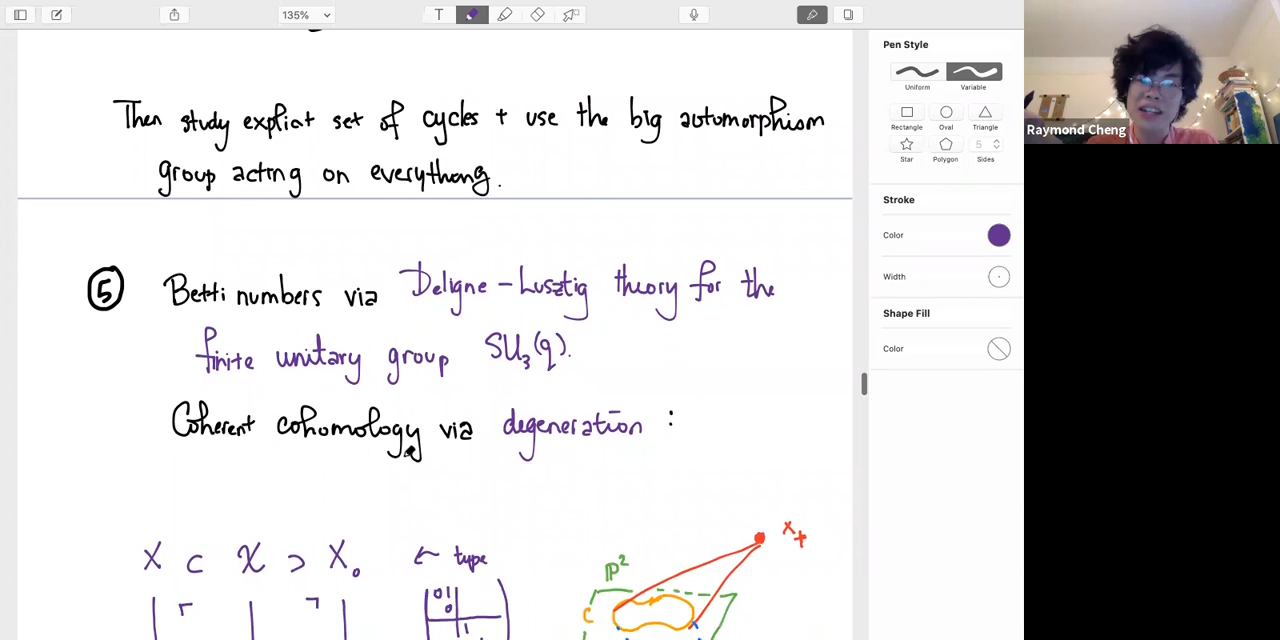 135%
T
Pen Style
Uniform Variable
Rectangle Oval Triangle
Star Polygon 5 Sides
Stroke
Color
Width
Shape Fill
Color
Raymond Cheng
Then study explicit set of cycles + use the big automorphism
group acting on everything.
⑤ Betti numbers via Deligne - Lusztig theory for the
finite unitary group SU₃(q).
Coherent cohomology via degeneration :
X ⊂ 𝒳 ⊃ X₀ ← type
ℙ² x₊
C